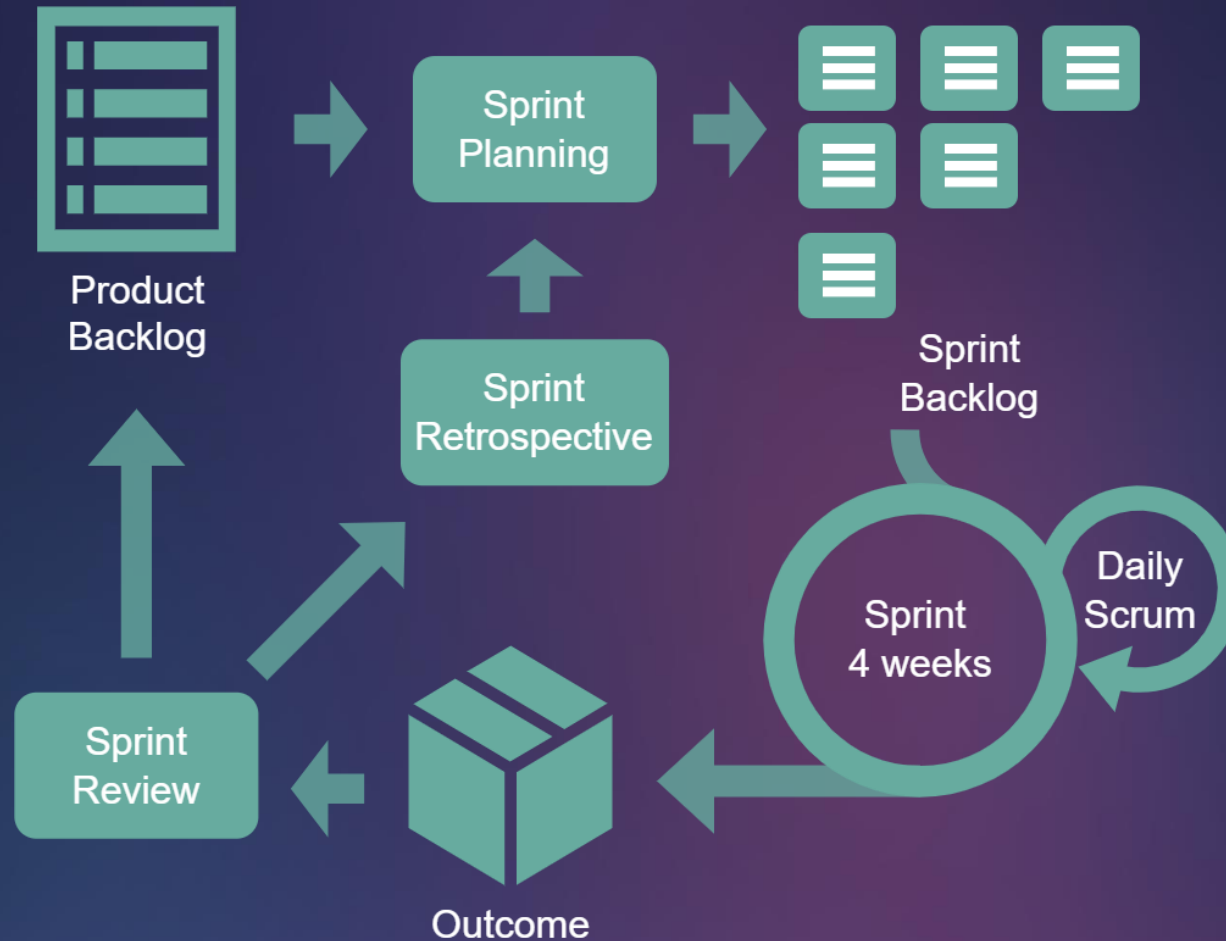 Sprint
Planning
Product
Backlog
Sprint
Retrospective
Sprint
Backlog
Sprint
4 weeks
Daily
Scrum
Sprint
Review
Outcome